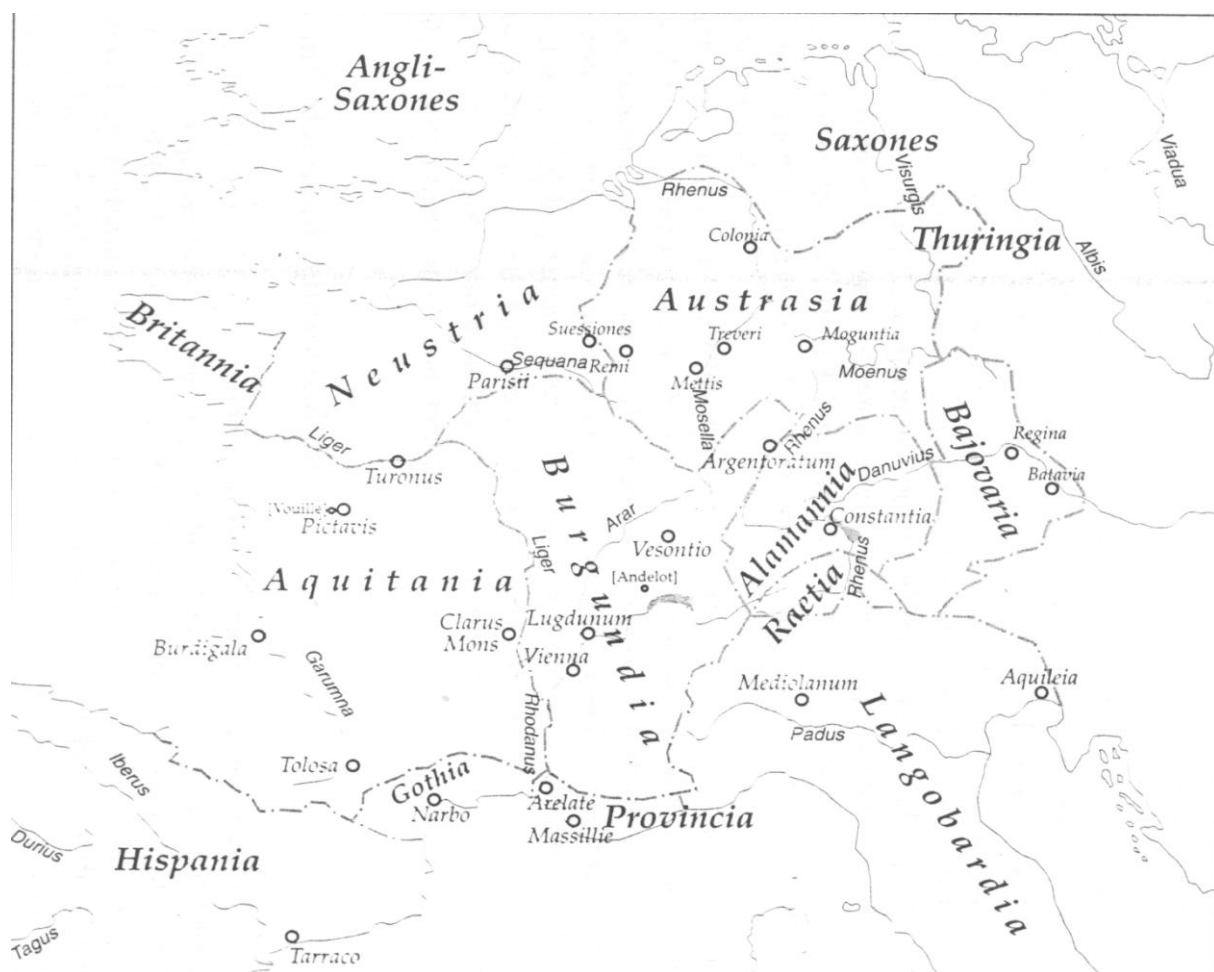 Angli-
Saxones
Saxones
Viadua
Visurgis
Rhenus
Thuringia
Colonia
Albis
Austrasia
Britannia
Neustria
Suessiones
Treveri
Moguntia
Sequana
Remi
Parisii
Mettis
Moenus
Mosella
Rhenus
Bajovaria
Liger
Regina
Argentoratum
Danuvius
Turonus
Batavia
Burgundia
Alamannia
[Vouillé]
Pictavis
Arar
Constantia
Vesontio
Liger
Aquitania
[Andelot]
Raetia
Rhenus
Clarus
Mons
Lugdunum
Burdigala
Vienna
Garumna
Mediolanum
Aquileia
Rhodanus
Padus
Langobardia
Iberus
Tolosa
Gothia
Narbo
Arelate
Massillie
Provincia
Durius
Hispania
Tagus
Tarraco